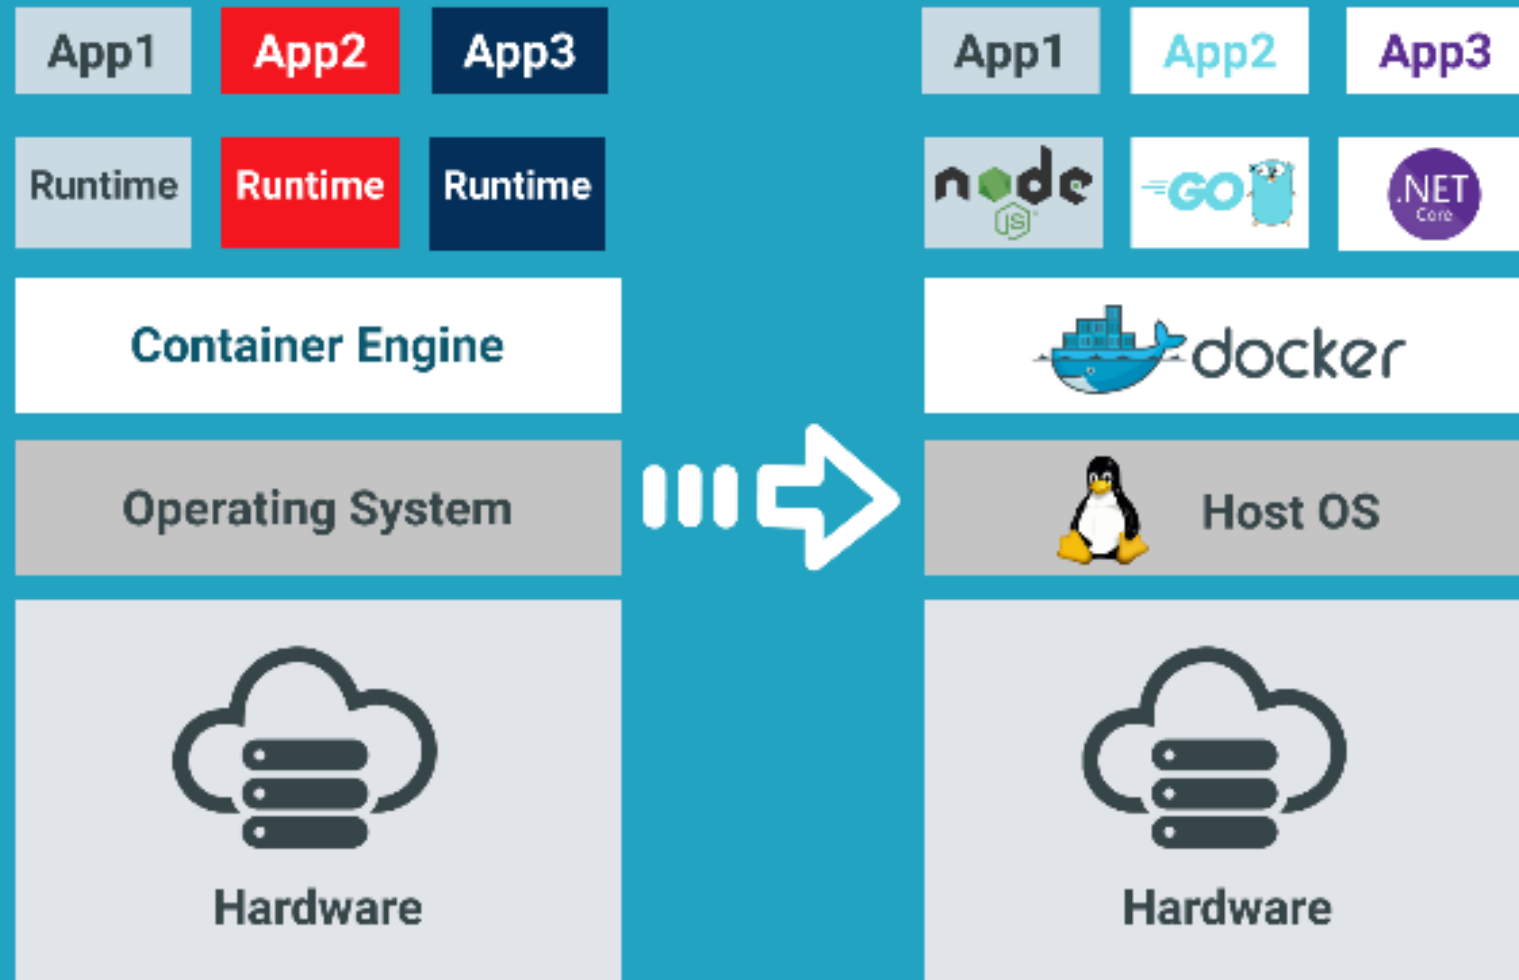 App1 App2 App3
Runtime Runtime Runtime
Container Engine
Operating System
Hardware
App1 App2 App3
node JS GO .NET Core
docker
Host OS
Hardware